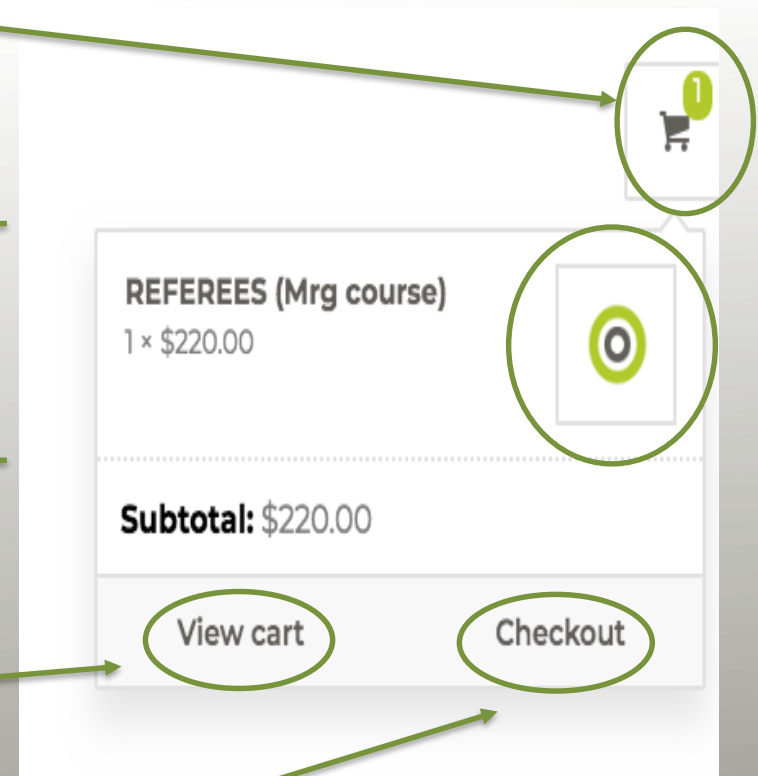 1
REFEREES (Mrg course)
1 × $220.00
Subtotal: $220.00
View cart
Checkout